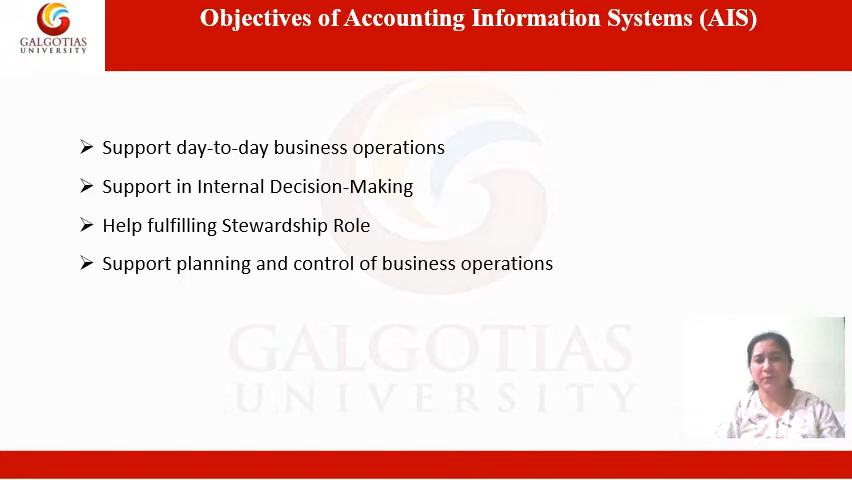 Objectives of Accounting Information Systems (AIS)
GALGOTIAS
UNIVERSITY
Support day-to-day business operations
Support in Internal Decision-Making
Help fulfilling Stewardship Role
Support planning and control of business operations
GALGOTIAS
UNIVERSITY